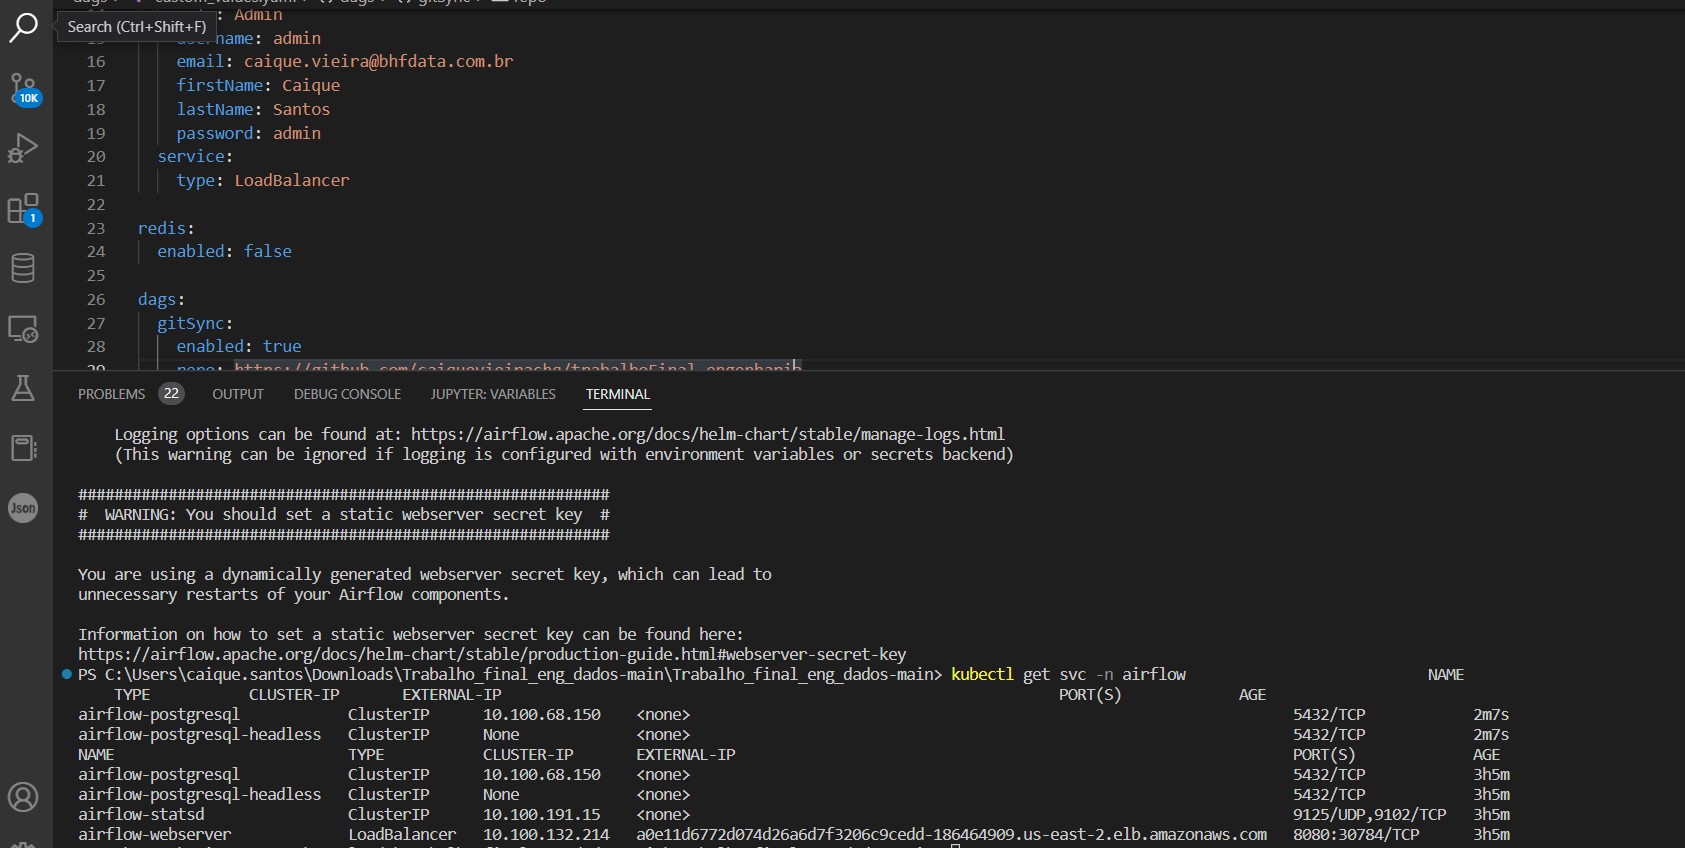 Search (Ctrl+Shift+F)
Admin
admin
16 email: caique.vieira@bhfdata.com.br
17 firstName: Caique
18 lastName: Santos
19 password: admin
20 service:
21 type: LoadBalancer
22
23 redis:
24 enabled: false
25
26 dags:
27 gitSync:
28 enabled: true
10K
1
Json
PROBLEMS 22 OUTPUT DEBUG CONSOLE JUPYTER: VARIABLES TERMINAL
Logging options can be found at: https://airflow.apache.org/docs/helm-chart/stable/manage-logs.html
(This warning can be ignored if logging is configured with environment variables or secrets backend)
###########################################################
# WARNING: You should set a static webserver secret key #
###########################################################
You are using a dynamically generated webserver secret key, which can lead to
unnecessary restarts of your Airflow components.
Information on how to set a static webserver secret key can be found here:
https://airflow.apache.org/docs/helm-chart/stable/production-guide.html#webserver-secret-key
PS C:\Users\caique.santos\Downloads\Trabalho_final_eng_dados-main\Trabalho_final_eng_dados-main> kubectl get svc -n airflow NAME
TYPE CLUSTER-IP EXTERNAL-IP PORT(S) AGE
airflow-postgresql ClusterIP 10.100.68.150 <none> 5432/TCP 2m7s
airflow-postgresql-headless ClusterIP None <none> 5432/TCP 2m7s
NAME TYPE CLUSTER-IP EXTERNAL-IP PORT(S) AGE
airflow-postgresql ClusterIP 10.100.68.150 <none> 5432/TCP 3h5m
airflow-postgresql-headless ClusterIP None <none> 5432/TCP 3h5m
airflow-statsd ClusterIP 10.100.191.15 <none> 9125/UDP,9102/TCP 3h5m
airflow-webserver LoadBalancer 10.100.132.214 a0e11d6772d074d26a6d7f3206c9cedd-186464909.us-east-2.elb.amazonaws.com 8080:30784/TCP 3h5m